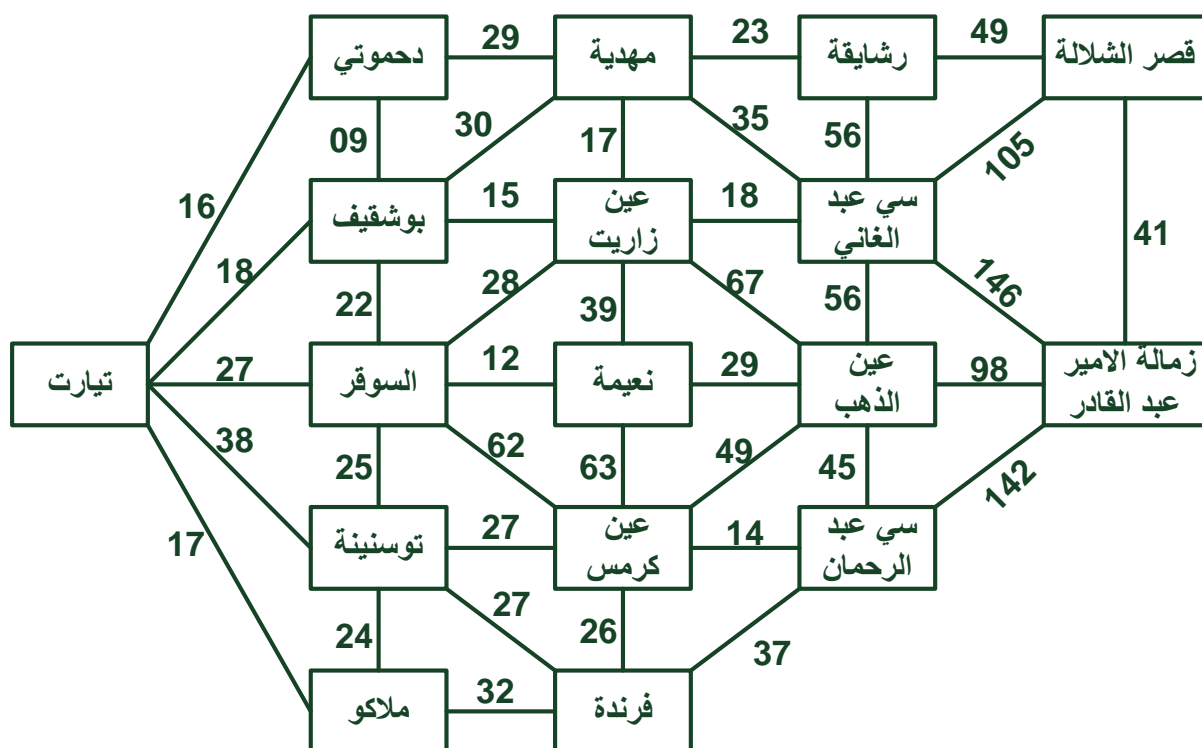 دحموتي
29
مهدية
23
رشايقة
49
قصر الشلالة
16
09
30
17
35
56
105
41
18
بوشقيف
15
عين
زاريت
18
سي عبد
الغاني
22
28
39
67
56
146
تيارت
27
السوقر
12
نعيمة
29
عين
الذهب
98
زمالة الامير
عبد القادر
38
25
62
63
49
45
142
17
توسنينة
27
عين
كرمس
14
سي عبد
الرحمان
24
27
26
37
ملاكو
32
فرندة